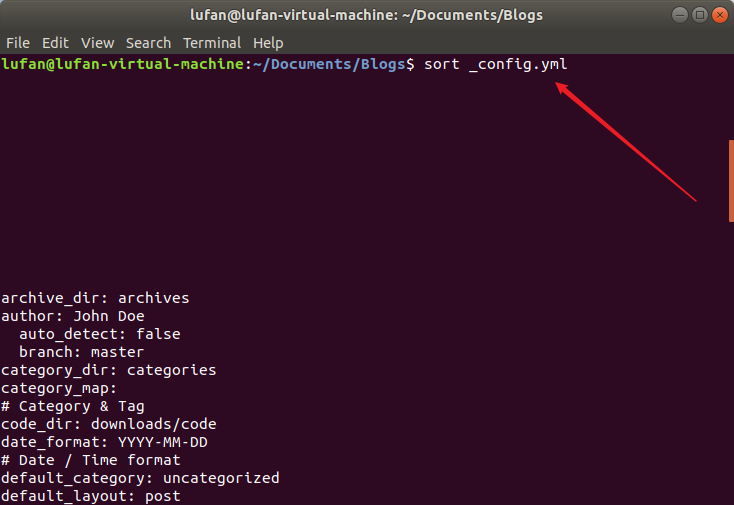 lufan@lufan-virtual-machine: ~/Documents/Blogs
File Edit View Search Terminal Help
lufan@lufan-virtual-machine:~/Documents/Blogs$ sort _config.yml
archive_dir: archives
author: John Doe
  auto_detect: false
  branch: master
category_dir: categories
category_map:
# Category & Tag
code_dir: downloads/code
date_format: YYYY-MM-DD
# Date / Time format
default_category: uncategorized
default_layout: post